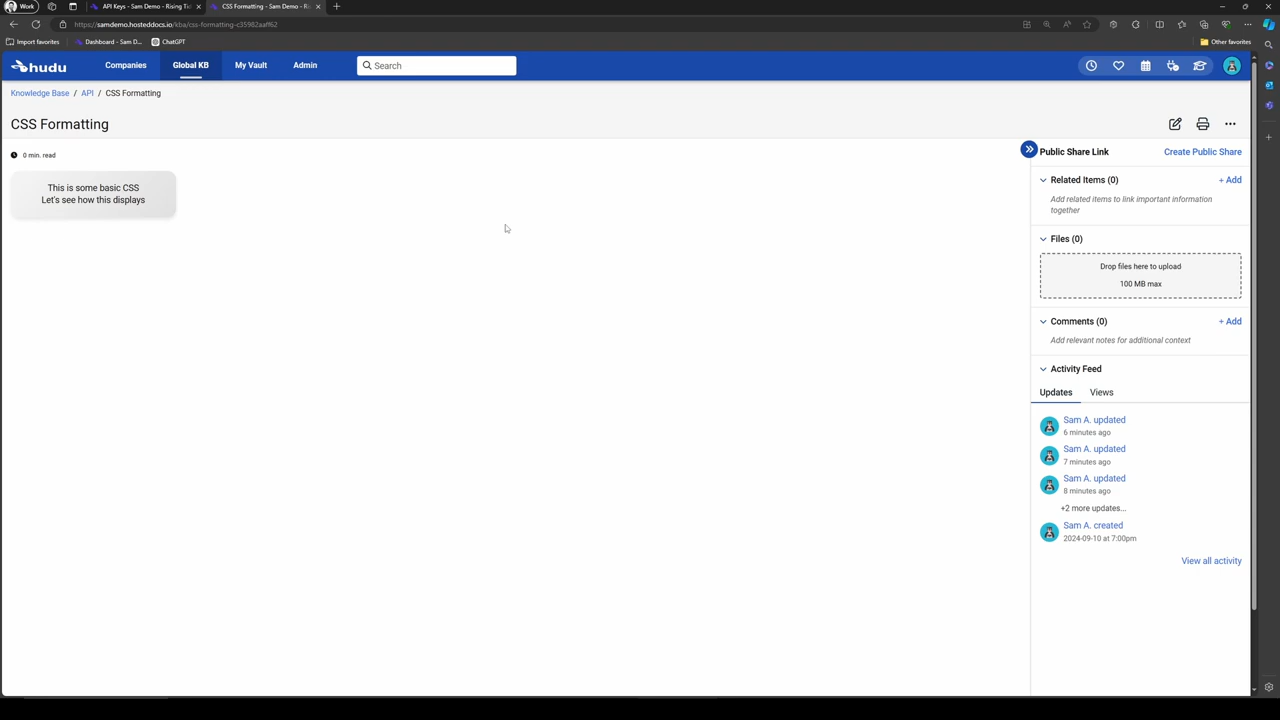 Work
API Keys - Sam Demo - Rising Tid
CSS Formatting - Sam Demo - Ri
https://samdemo.hosteddocs.io/kba/css-formatting-c35982aaff62
Import favorites
Dashboard - Sam D...
ChatGPT
Other favorites
hudu
Companies
Global KB
My Vault
Admin
Search
Knowledge Base / API / CSS Formatting
CSS Formatting
0 min. read
This is some basic CSS
Let's see how this displays
Public Share Link
Create Public Share
Related Items (0)
+ Add
Add related items to link important information
together
Files (0)
Drop files here to upload
100 MB max
Comments (0)
+ Add
Add relevant notes for additional context
Activity Feed
Updates
Views
Sam A. updated
6 minutes ago
Sam A. updated
7 minutes ago
Sam A. updated
8 minutes ago
+2 more updates...
Sam A. created
2024-09-10 at 7:00pm
View all activity